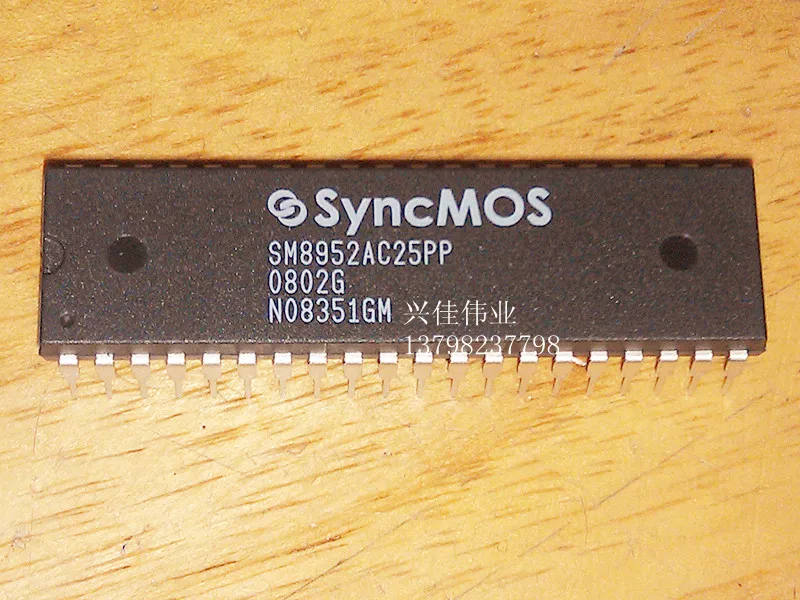 SyncMOS
SM8952AC25PP
0802G
N08351GM
兴佳伟业
13798237798